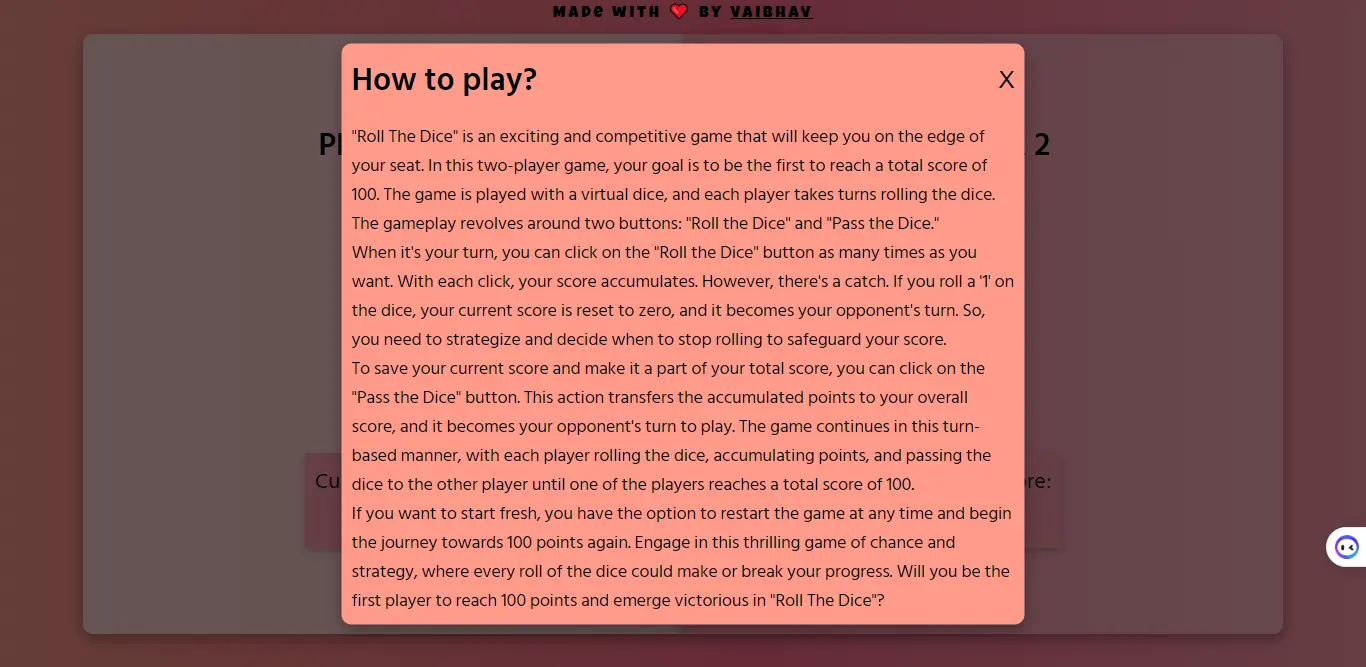 MADE WITH ❤️ BY VAIBHAV
How to play?
X
"Roll The Dice" is an exciting and competitive game that will keep you on the edge of
your seat. In this two-player game, your goal is to be the first to reach a total score of
100. The game is played with a virtual dice, and each player takes turns rolling the dice.
The gameplay revolves around two buttons: "Roll the Dice" and "Pass the Dice."
When it's your turn, you can click on the "Roll the Dice" button as many times as you
want. With each click, your score accumulates. However, there's a catch. If you roll a '1' on
the dice, your current score is reset to zero, and it becomes your opponent's turn. So,
you need to strategize and decide when to stop rolling to safeguard your score.
To save your current score and make it a part of your total score, you can click on the
"Pass the Dice" button. This action transfers the accumulated points to your overall
score, and it becomes your opponent's turn to play. The game continues in this turn-
based manner, with each player rolling the dice, accumulating points, and passing the
dice to the other player until one of the players reaches a total score of 100.
If you want to start fresh, you have the option to restart the game at any time and begin
the journey towards 100 points again. Engage in this thrilling game of chance and
strategy, where every roll of the dice could make or break your progress. Will you be the
first player to reach 100 points and emerge victorious in "Roll The Dice"?
2